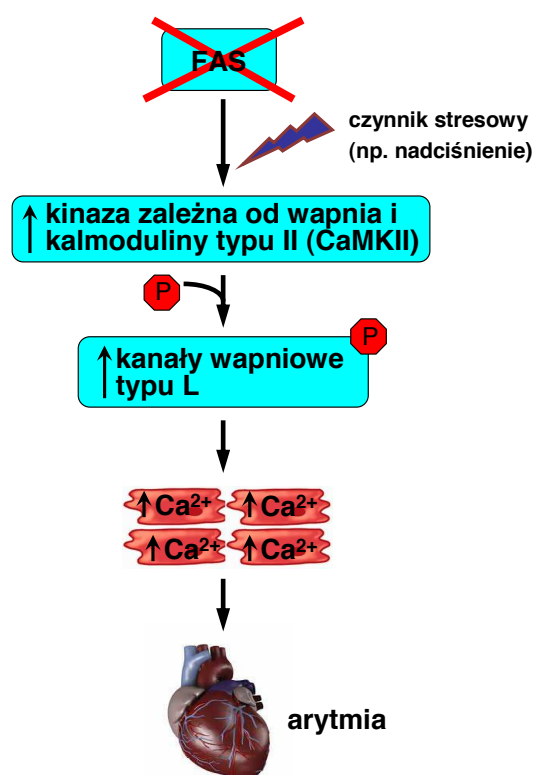 FAS
czynnik stresowy
(np. nadciśnienie)
↑ kinaza zależna od wapnia i
kalmoduliny typu II (CaMKII)
P
P
↑ kanały wapniowe
typu L
↑Ca²⁺ ↑Ca²⁺
↑Ca²⁺ ↑Ca²⁺
arytmia